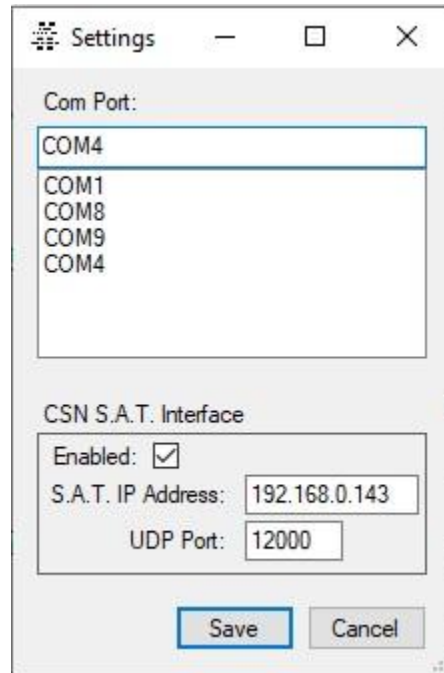 Settings
Com Port:
COM4
COM1
COM8
COM9
COM4
CSN S.A.T. Interface
Enabled:
S.A.T. IP Address: 192.168.0.143
UDP Port: 12000
Save Cancel